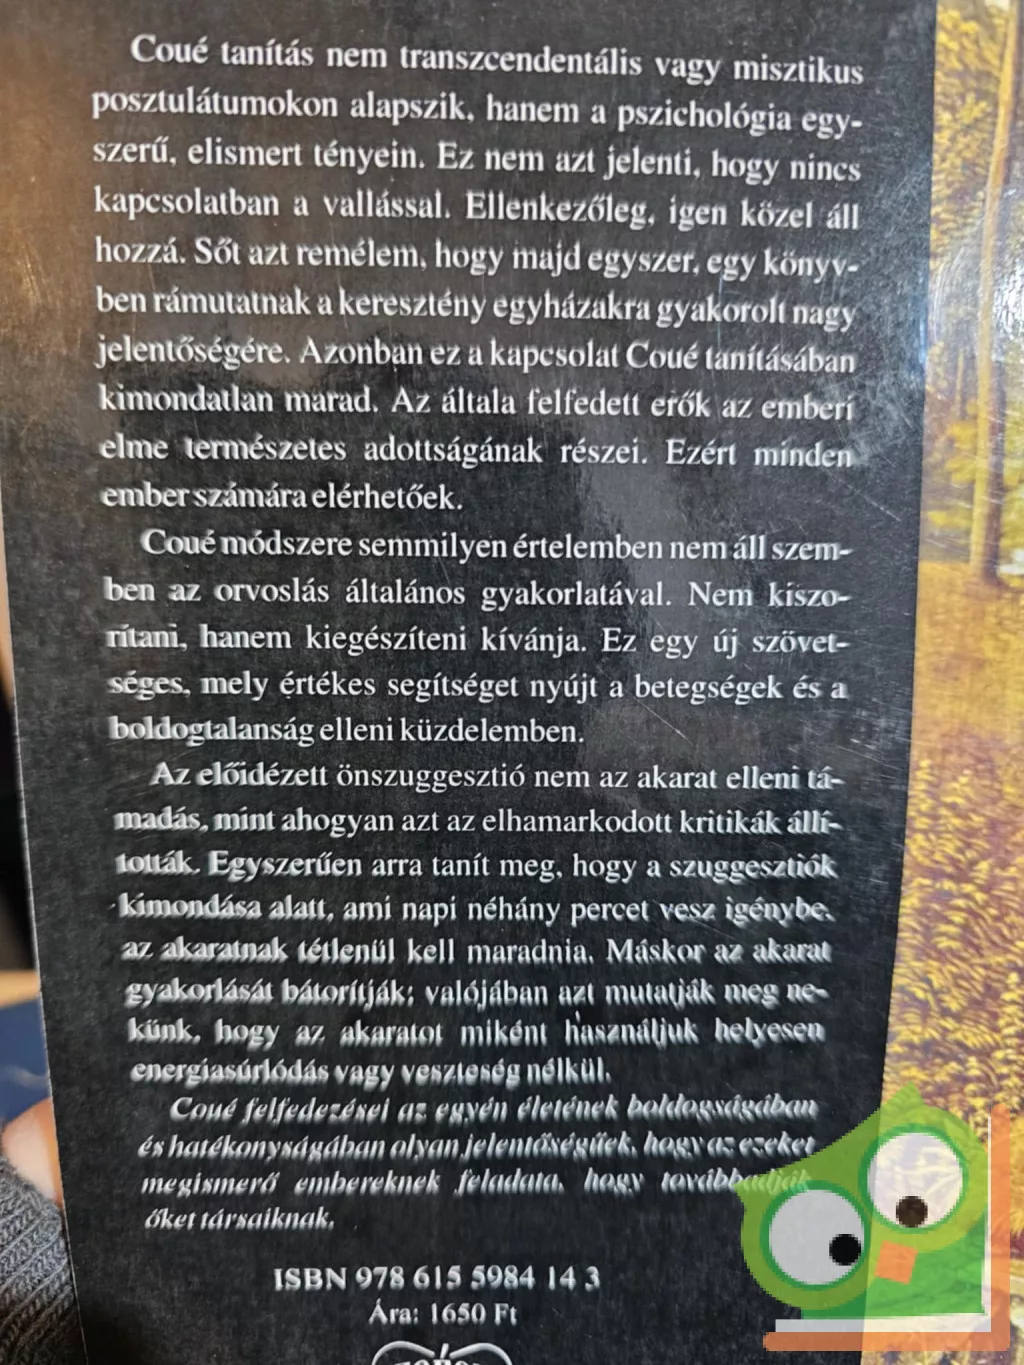 Coué tanítás nem transzcendentális vagy misztikus
posztulátumokon alapszik, hanem a pszichológia egy-
szerű, elismert tényein. Ez nem azt jelenti, hogy nincs
kapcsolatban a vallással. Ellenkezőleg, igen közel áll
hozzá. Sőt azt remélem, hogy majd egyszer, egy könyv-
ben rámutatnak a keresztény egyházakra gyakorolt nagy
jelentőségére. Azonban ez a kapcsolat Coué tanításában
kimondatlan marad. Az általa felfedett erők az emberi
elme természetes adottságának részei. Ezért minden
ember számára elérhetőek.
Coué módszere semmilyen értelemben nem áll szem-
ben az orvoslás általános gyakorlatával. Nem kiszo-
rítani, hanem kiegészíteni kívánja. Ez egy új szövet-
séges, mely értékes segítséget nyújt a betegségek és a
boldogtalanság elleni küzdelemben.
Az előidézett önszuggesztió nem az akarat elleni tá-
madás, mint ahogyan azt az elhamarkodott kritikák állí-
tották. Egyszerűen arra tanít meg, hogy a szuggesztiók
kimondása alatt, ami napi néhány percet vesz igénybe,
az akaratnak tétlenül kell maradnia. Máskor az akarat
gyakorlását bátorítják; valójában azt mutatják meg ne-
künk, hogy az akaratot miként használjuk helyesen
energiasúrlódás vagy veszteség nélkül.
Coué felfedezései az egyén életének boldogságában
és hatékonyságában olyan jelentőségűek, hogy az ezeket
megismerő embereknek feladata, hogy továbbadják
őket társaiknak.
ISBN 978 615 5984 14 3
Ára: 1650 Ft